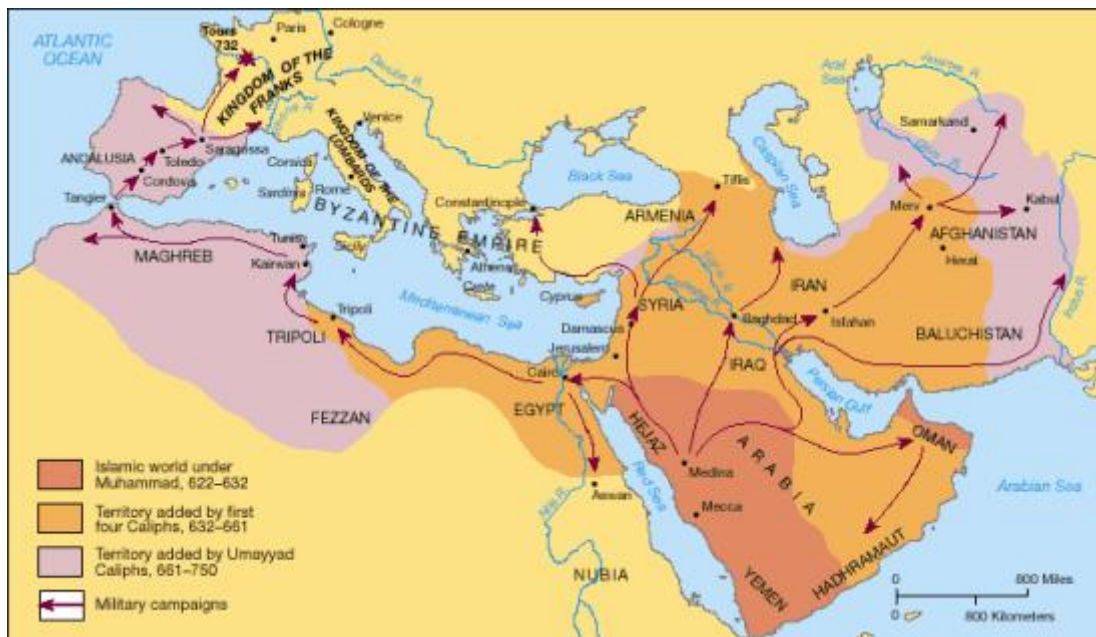 ATLANTIC
OCEAN
Tours
732
Paris
Cologne
KINGDOM OF THE
FRANKS
Danube R.
KINGDOM OF THE
LOMBARDS
Venice
Saragossa
ANDALUSIA
Toledo
Cordova
Tangier
Corsica
Sardinia
Rome
BYZANTINE EMPIRE
Constantinople
Black Sea
Caspian Sea
Aral
Sea
Samarkand
Tiflis
ARMENIA
Merv
Kabul
AFGHANISTAN
Herat
Tunis
Kairwan
MAGHREB
Sicily
Athens
Crete
Cyprus
Mediterranean Sea
SYRIA
Damascus
Jerusalem
Baghdad
IRAQ
IRAN
Isfahan
BALUCHISTAN
Indus R.
Tripoli
TRIPOLI
FEZZAN
Cairo
EGYPT
HEJAZ
ARABIA
Persian Gulf
OMAN
Medina
Mecca
Red Sea
Nile R.
Aswan
NUBIA
YEMEN
HADHRAMAUT
Arabian Sea
Islamic world under
Muhammad, 622–632
Territory added by first
four Caliphs, 632–661
Territory added by Umayyad
Caliphs, 661–750
Military campaigns
0 800 Miles
0 800 Kilometers